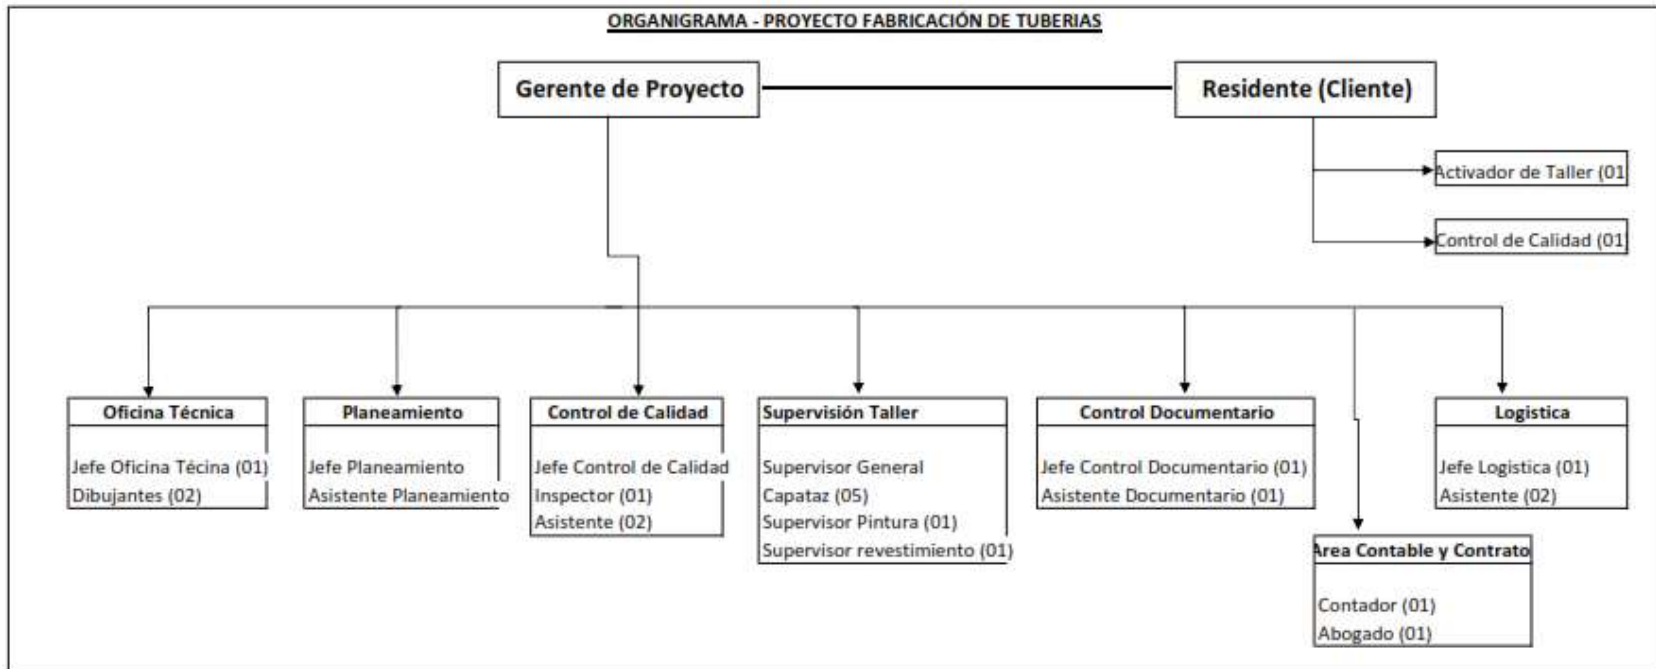 ORGANIGRAMA - PROYECTO FABRICACIÓN DE TUBERIAS
Gerente de Proyecto
Residente (Cliente)
Activador de Taller (01
Control de Calidad (01
Oficina Técnica
Jefe Oficina Técina (01)
Dibujantes (02)
Planeamiento
Jefe Planeamiento
Asistente Planeamiento
Control de Calidad
Jefe Control de Calidad
Inspector (01)
Asistente (02)
Supervisión Taller
Supervisor General
Capataz (05)
Supervisor Pintura (01)
Supervisor revestimiento (01)
Control Documentario
Jefe Control Documentario (01)
Asistente Documentario (01)
Logistica
Jefe Logistica (01)
Asistente (02)
Area Contable y Contrato
Contador (01)
Abogado (01)